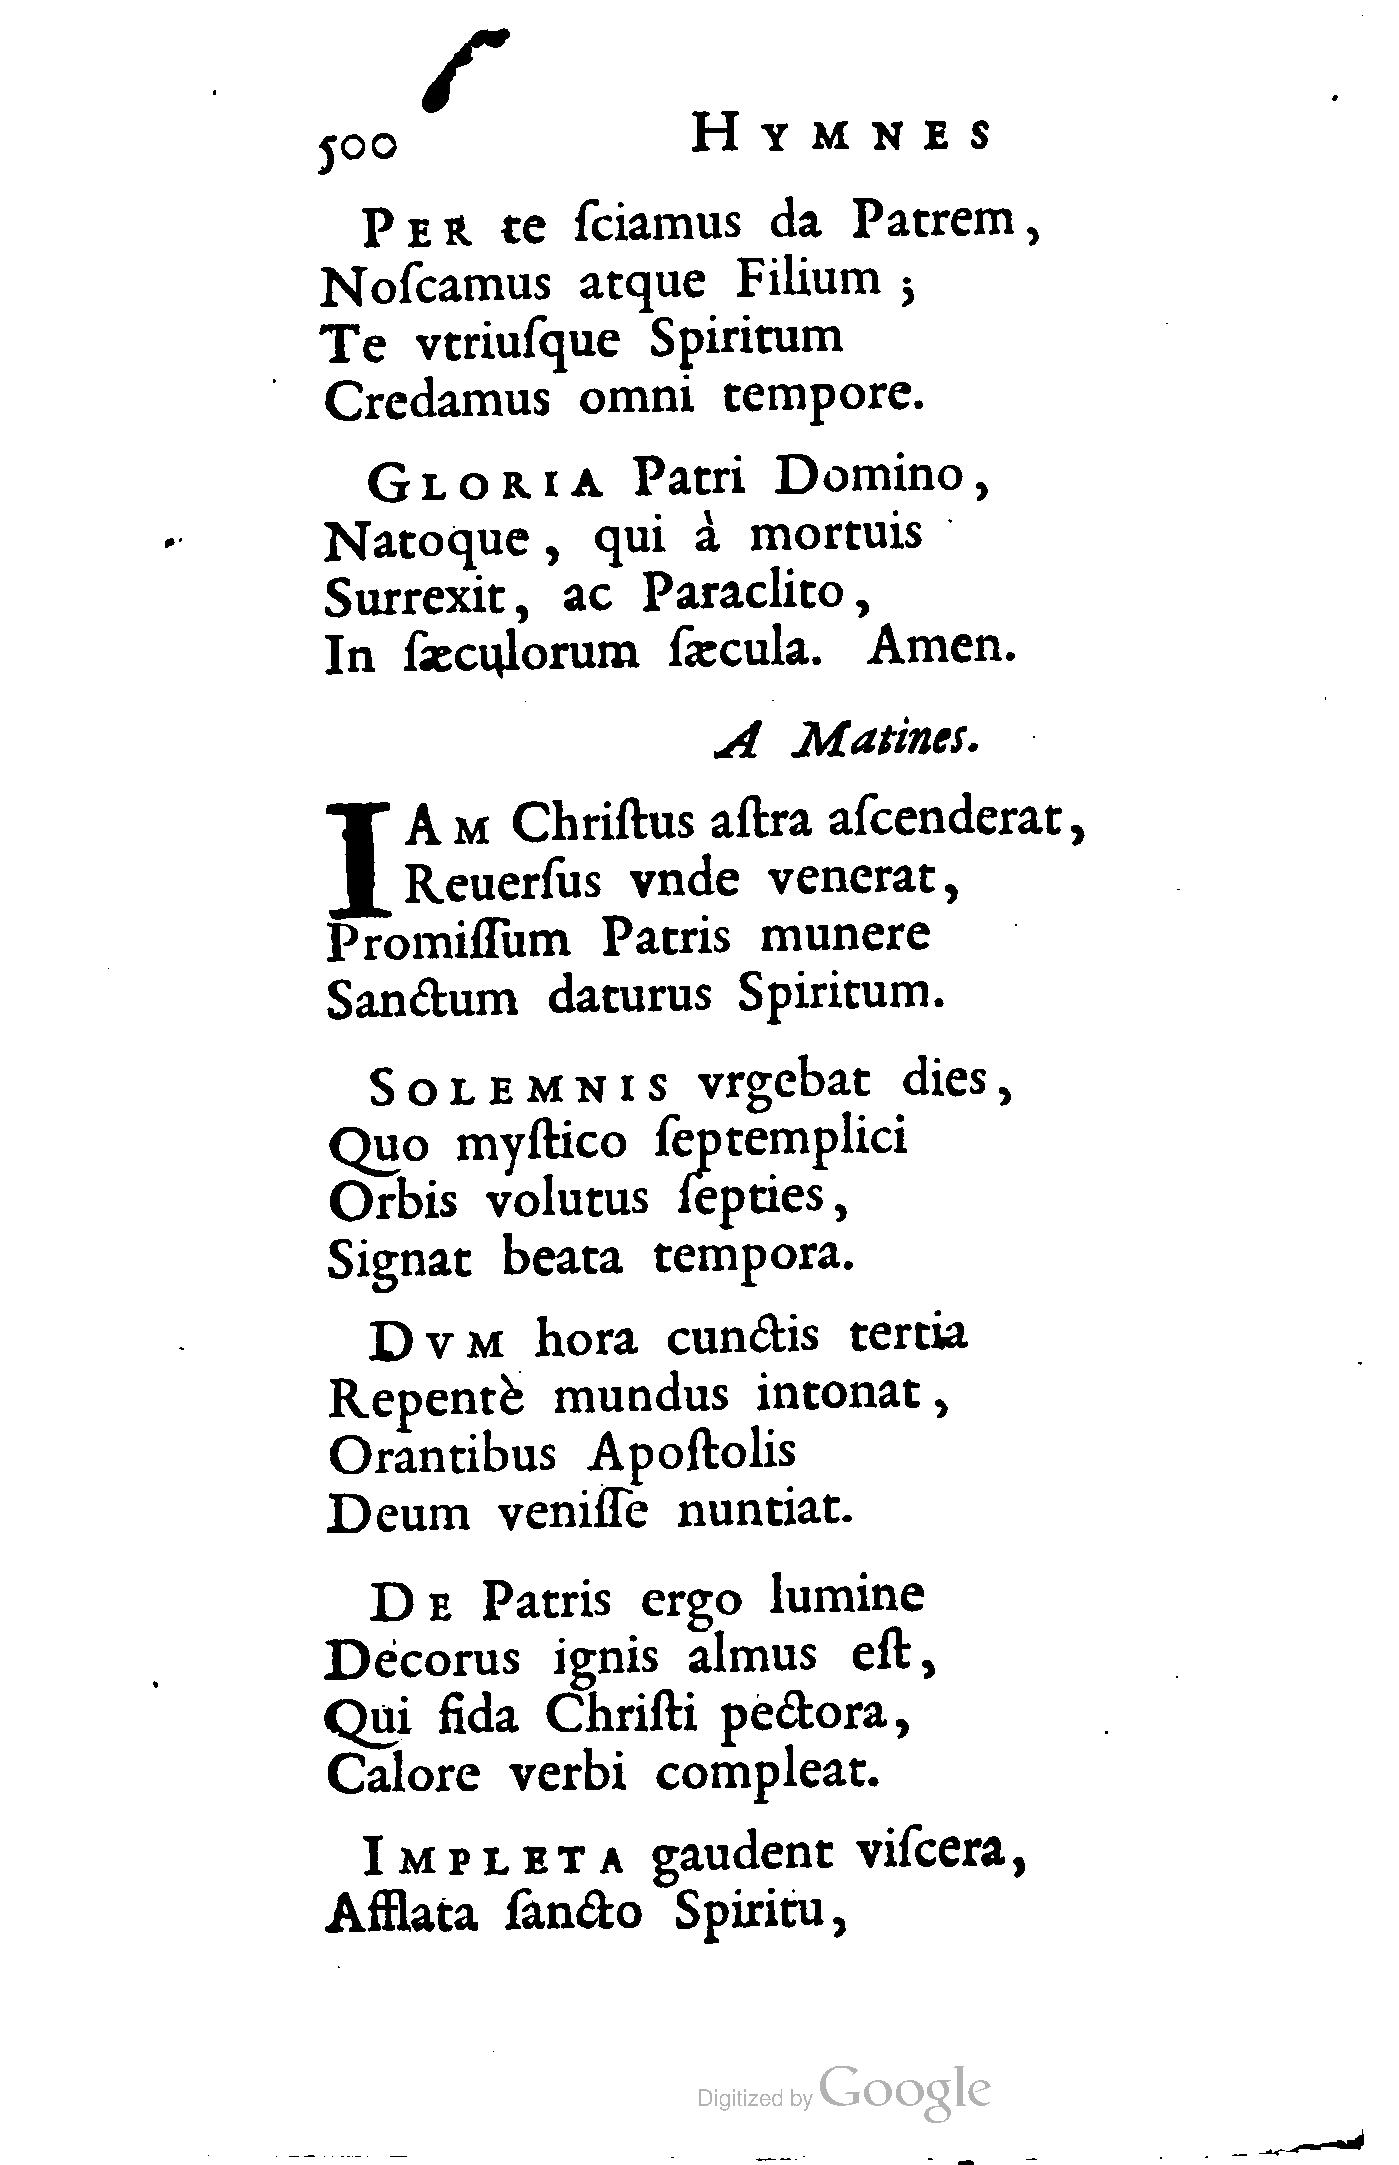 500 HYMNES
PER te ſciamus da Patrem,
Noſcamus atque Filium ;
Te vtriuſque Spiritum
Credamus omni tempore.
GLORIA Patri Domino,
Natoque, qui à mortuis
Surrexit, ac Paraclito,
In ſæculorum ſæcula. Amen.
A Matines.
IAM Chriſtus aſtra aſcenderat,
Reuerſus vnde venerat,
Promiſſum Patris munere
Sanctum daturus Spiritum.
SOLEMNIS vrgebat dies,
Quo myſtico ſeptemplici
Orbis volutus ſepties,
Signat beata tempora.
DVM hora cunctis tertia
Repentè mundus intonat,
Orantibus Apoſtolis
Deum veniſſe nuntiat.
DE Patris ergo lumine
Decorus ignis almus eſt,
Qui fida Chriſti pectora,
Calore verbi compleat.
IMPLETA gaudent viſcera,
Afflata ſancto Spiritu,
Digitized by Google